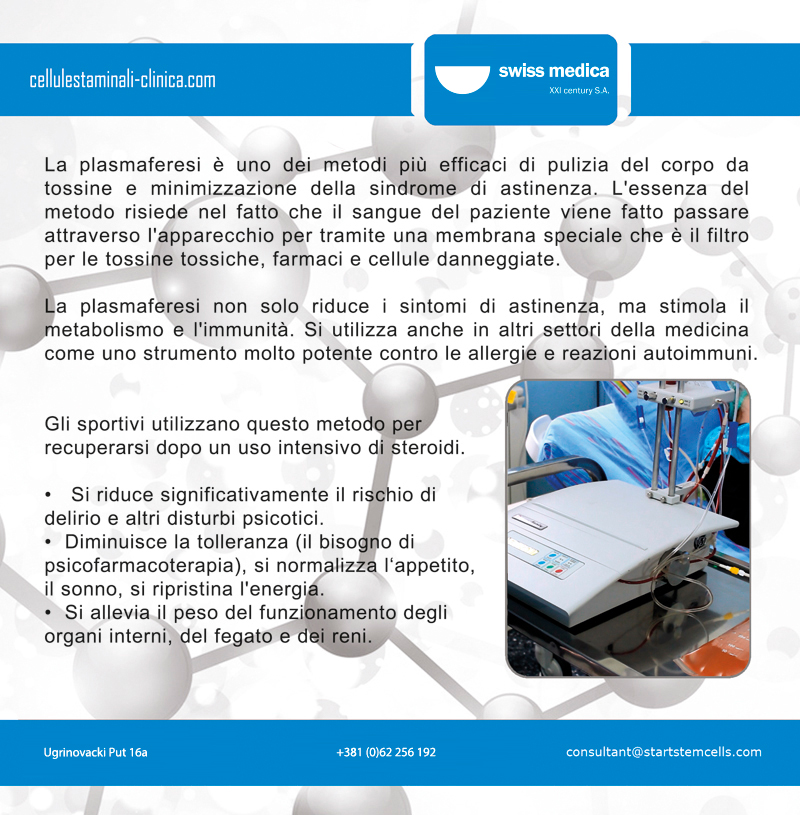 cellulestaminali-clinica.com
swiss medica
XXI century S.A.
La plasmaferesi è uno dei metodi più efficaci di pulizia del corpo da
tossine e minimizzazione della sindrome di astinenza. L'essenza del
metodo risiede nel fatto che il sangue del paziente viene fatto passare
attraverso l'apparecchio per tramite una membrana speciale che è il filtro
per le tossine tossiche, farmaci e cellule danneggiate.
La plasmaferesi non solo riduce i sintomi di astinenza, ma stimola il
metabolismo e l'immunità. Si utilizza anche in altri settori della medicina
come uno strumento molto potente contro le allergie e reazioni autoimmuni.
Gli sportivi utilizzano questo metodo per
recuperarsi dopo un uso intensivo di steroidi.
• Si riduce significativamente il rischio di
delirio e altri disturbi psicotici.
• Diminuisce la tolleranza (il bisogno di
psicofarmacoterapia), si normalizza l‘appetito,
il sonno, si ripristina l'energia.
• Si allevia il peso del funzionamento degli
organi interni, del fegato e dei reni.
Ugrinovacki Put 16a
+381 (0)62 256 192
consultant@startstemcells.com